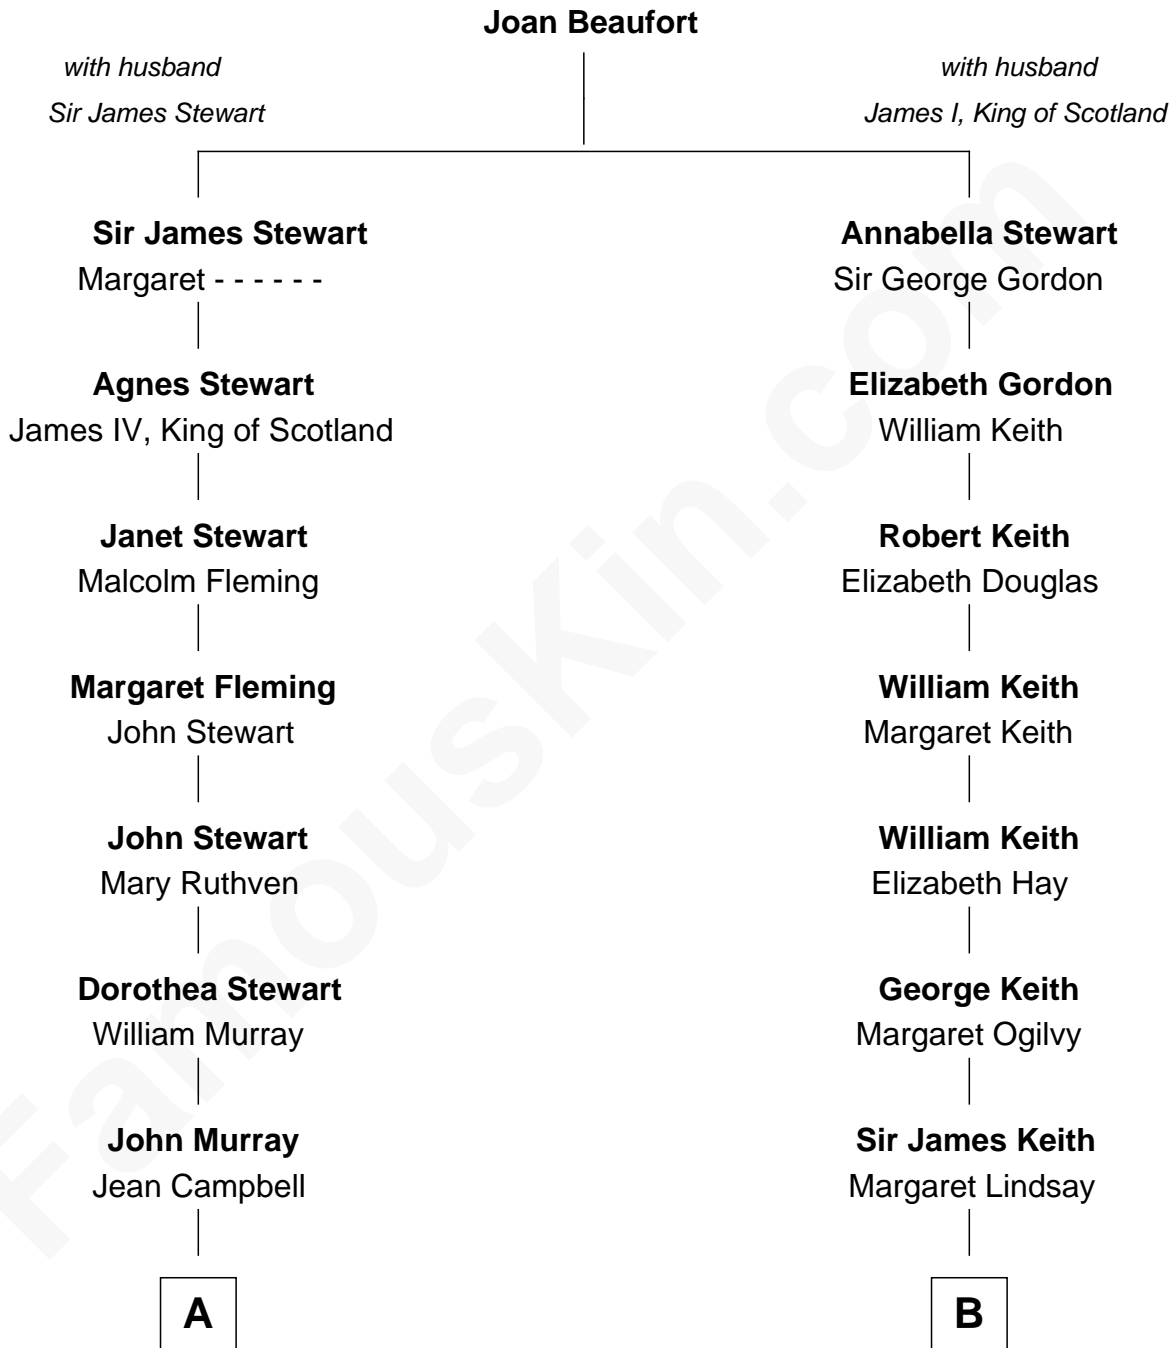 Joan Beaufort
with husband
Sir James Stewart
with husband
James I, King of Scotland
Sir James Stewart
Margaret - - - - - -
Annabella Stewart
Sir George Gordon
Agnes Stewart
James IV, King of Scotland
Elizabeth Gordon
William Keith
Janet Stewart
Malcolm Fleming
Robert Keith
Elizabeth Douglas
Margaret Fleming
John Stewart
William Keith
Margaret Keith
John Stewart
Mary Ruthven
William Keith
Elizabeth Hay
Dorothea Stewart
William Murray
George Keith
Margaret Ogilvy
John Murray
Jean Campbell
Sir James Keith
Margaret Lindsay
A
B
FamousKin.com